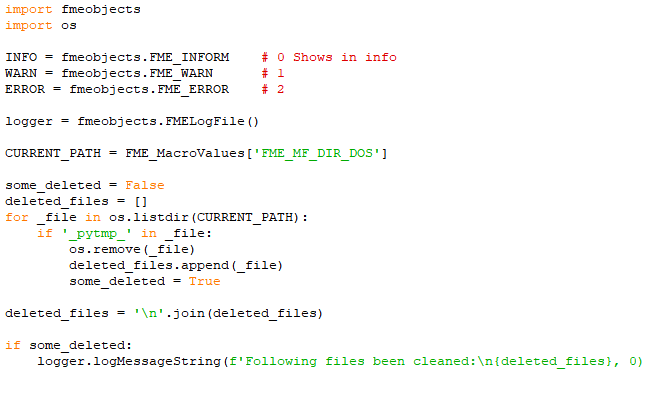 import fmeobjects
import os

INFO = fmeobjects.FME_INFORM    # 0 Shows in info
WARN = fmeobjects.FME_WARN      # 1
ERROR = fmeobjects.FME_ERROR    # 2

logger = fmeobjects.FMELogFile()

CURRENT_PATH = FME_MacroValues['FME_MF_DIR_DOS']

some_deleted = False
deleted_files = []
for _file in os.listdir(CURRENT_PATH):
    if '_pytmp_' in _file:
        os.remove(_file)
        deleted_files.append(_file)
        some_deleted = True

deleted_files = '\n'.join(deleted_files)

if some_deleted:
    logger.logMessageString(f'Following files been cleaned:\n{deleted_files}, 0)